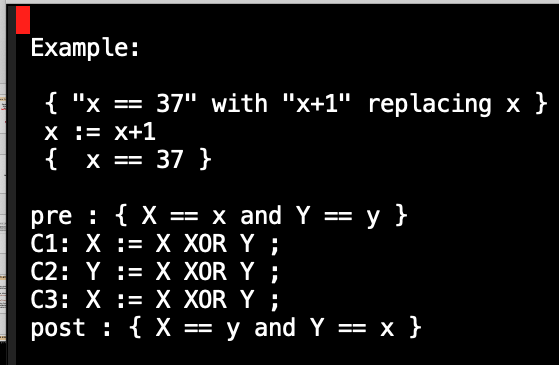 Example:
{ "x == 37" with "x+1" replacing x }
x := x+1
{  x == 37 }
pre : { X == x and Y == y }
C1: X := X XOR Y ;
C2: Y := X XOR Y ;
C3: X := X XOR Y ;
post : { X == y and Y == x }